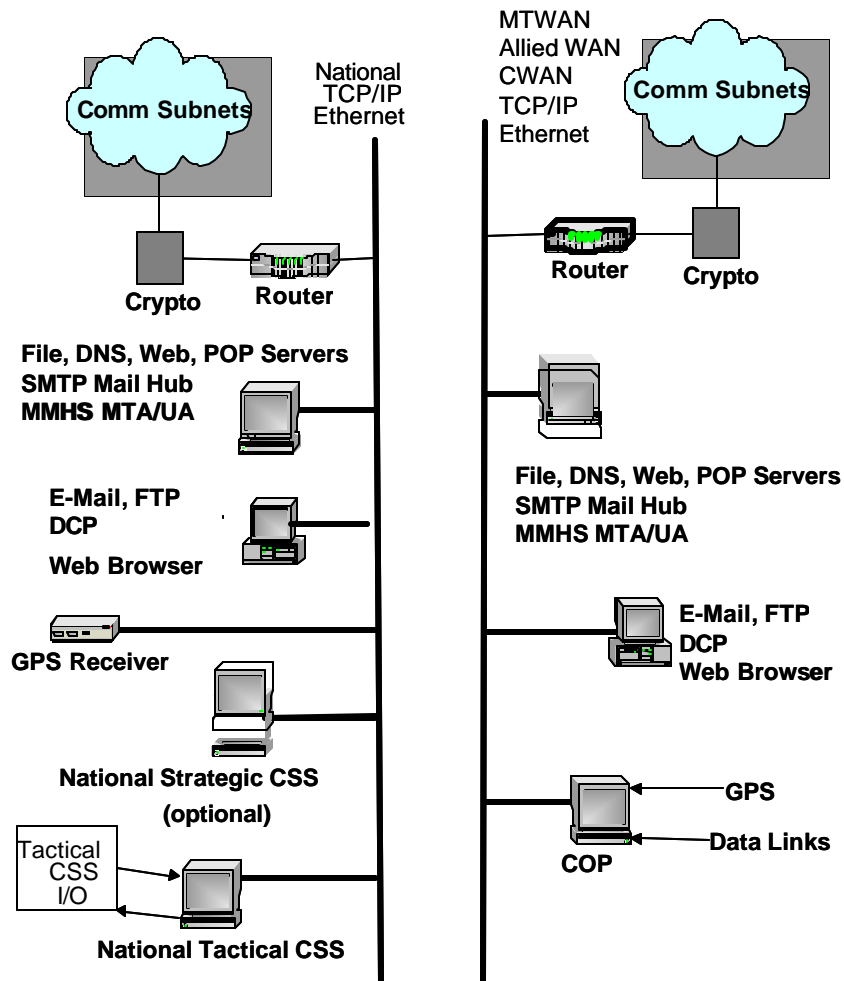 Comm Subnets
National
TCP/IP
Ethernet
Crypto
Router
File, DNS, Web, POP Servers
SMTP Mail Hub
MMHS MTA/UA
E-Mail, FTP
DCP
Web Browser
GPS Receiver
National Strategic CSS
(optional)
Tactical
CSS
I/O
National Tactical CSS
MTWAN
Allied WAN
CWAN
TCP/IP
Ethernet
Comm Subnets
Router
Crypto
File, DNS, Web, POP Servers
SMTP Mail Hub
MMHS MTA/UA
E-Mail, FTP
DCP
Web Browser
GPS
Data Links
COP